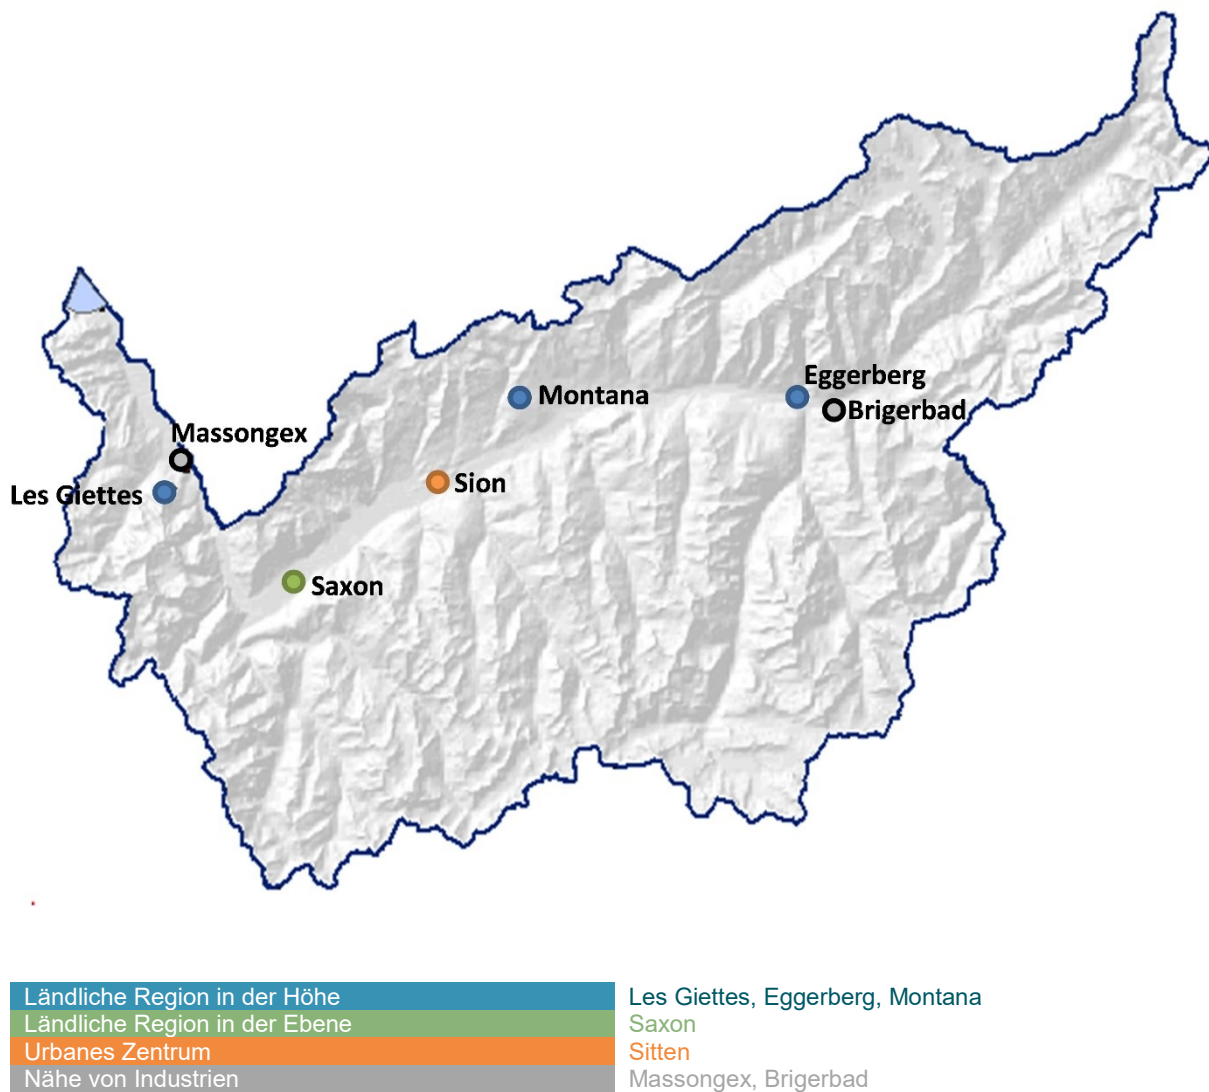 Eggerberg
Montana
Brigerbad
Massongex
Sion
Les Giettes
Saxon
Ländliche Region in der Höhe Les Giettes, Eggerberg, Montana
Ländliche Region in der Ebene Saxon
Urbanes Zentrum Sitten
Nähe von Industrien Massongex, Brigerbad